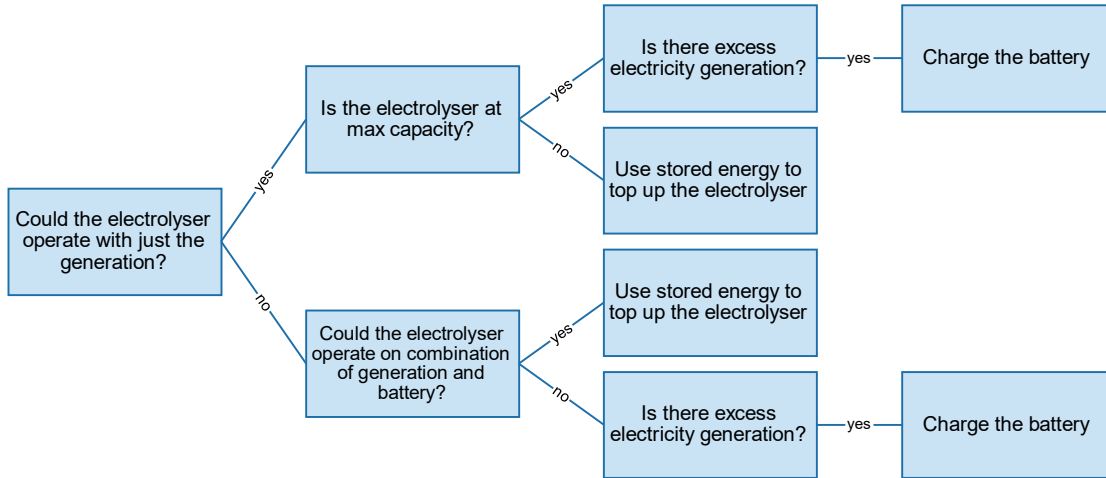 Could the electrolyser
operate with just the
generation?
yes
no
Is the electrolyser at
max capacity?
yes
no
Is there excess
electricity generation?
yes
Charge the battery
Use stored energy to
top up the electrolyser
Could the electrolyser
operate on combination
of generation and
battery?
yes
no
Use stored energy to
top up the electrolyser
Is there excess
electricity generation?
yes
Charge the battery